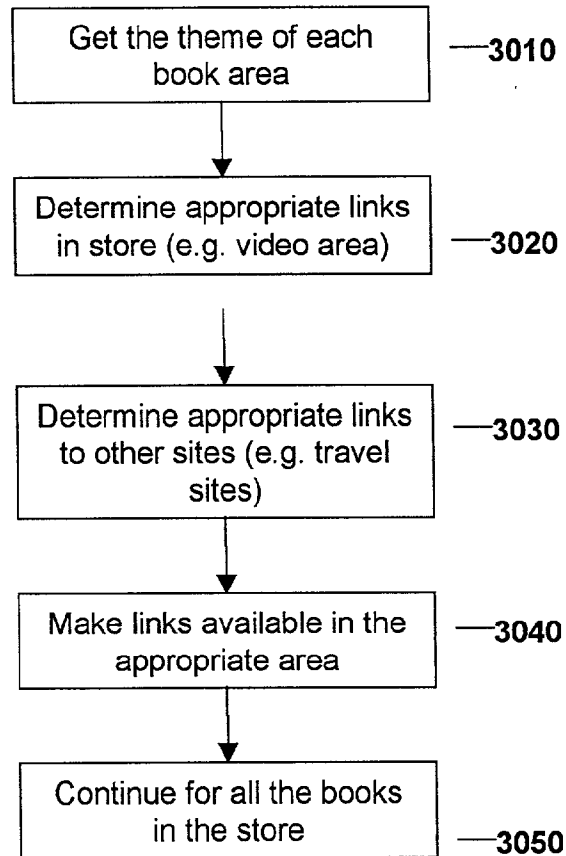 Get the theme of each
book area
3010
Determine appropriate links
in store (e.g. video area)
3020
Determine appropriate links
to other sites (e.g. travel
sites)
3030
Make links available in the
appropriate area
3040
Continue for all the books
in the store
3050